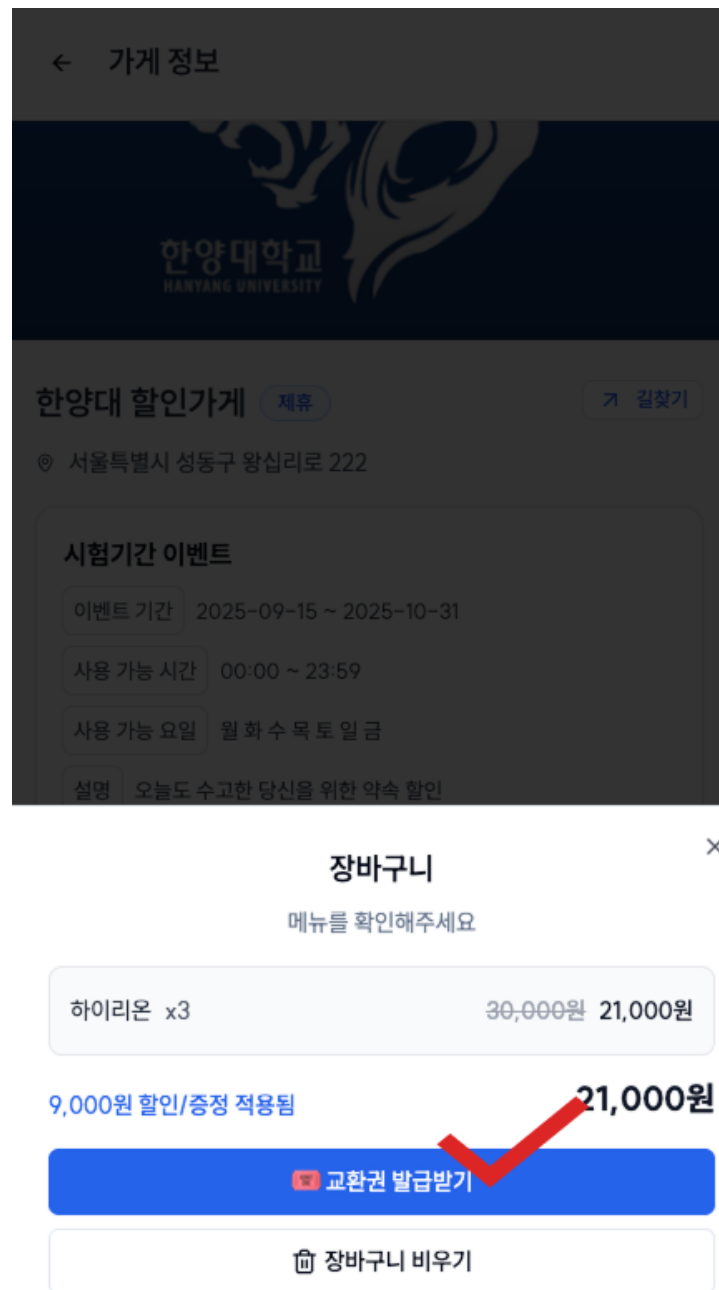 가게 정보
한양대학교
HANYANG UNIVERSITY
한양대 할인가게 제휴 길찾기
서울특별시 성동구 왕십리로 222
시험기간 이벤트
이벤트 기간 2025-09-15 ~ 2025-10-31
사용 가능 시간 00:00 ~ 23:59
사용 가능 요일 월 화 수 목 토 일 금
설명 오늘도 수고한 당신을 위한 약속 할인
장바구니
메뉴를 확인해주세요
하이리온 x3 30,000원 21,000원
9,000원 할인/증정 적용됨 21,000원
교환권 발급받기
장바구니 비우기